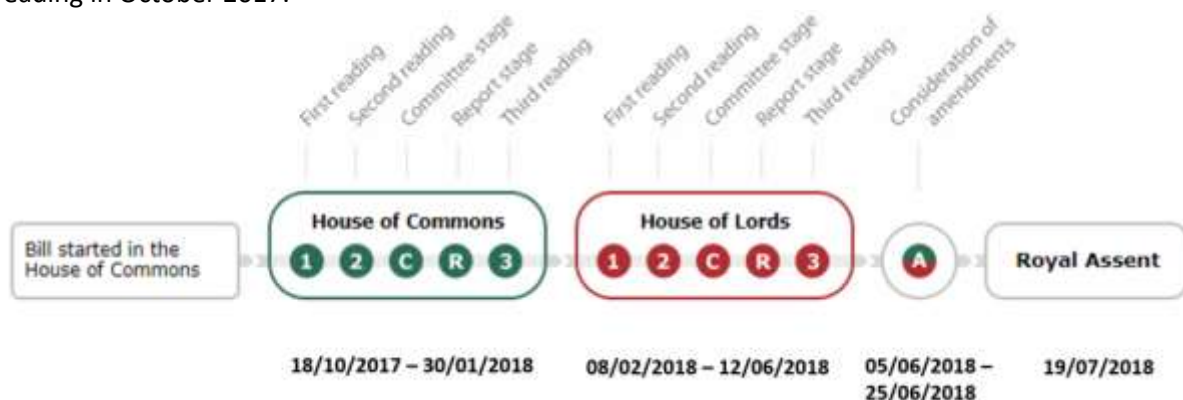 eading in October 2017.
First reading
Second reading
Committee stage
Report stage
Third reading
First reading
Second reading
Committee stage
Report stage
Third reading
Consideration of
amendments
Bill started in the
House of Commons
House of Commons
1 2 C R 3
House of Lords
1 2 C R 3
A
Royal Assent
18/10/2017 – 30/01/2018
08/02/2018 – 12/06/2018
05/06/2018 –
25/06/2018
19/07/2018